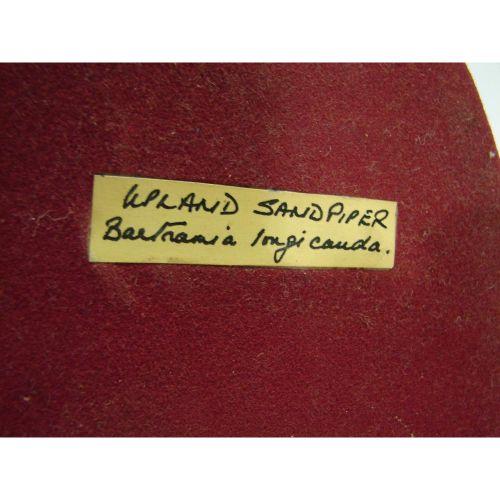 UPLAND SANDPIPER
Bartramia longicauda.